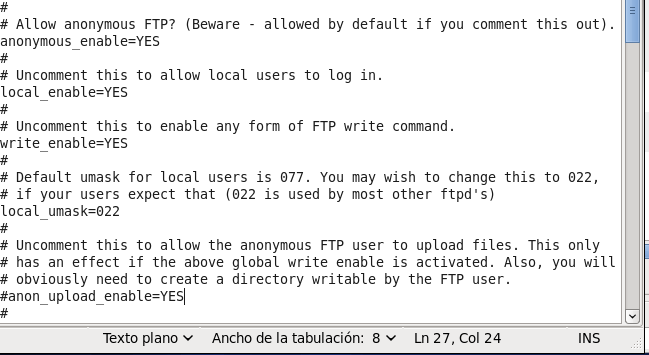 #
# Allow anonymous FTP? (Beware - allowed by default if you comment this out).
anonymous_enable=YES
#
# Uncomment this to allow local users to log in.
local_enable=YES
#
# Uncomment this to enable any form of FTP write command.
write_enable=YES
#
# Default umask for local users is 077. You may wish to change this to 022,
# if your users expect that (022 is used by most other ftpd's)
local_umask=022
#
# Uncomment this to allow the anonymous FTP user to upload files. This only
# has an effect if the above global write enable is activated. Also, you will
# obviously need to create a directory writable by the FTP user.
#anon_upload_enable=YES
#
Texto plano Ancho de la tabulación: 8 Ln 27, Col 24 INS